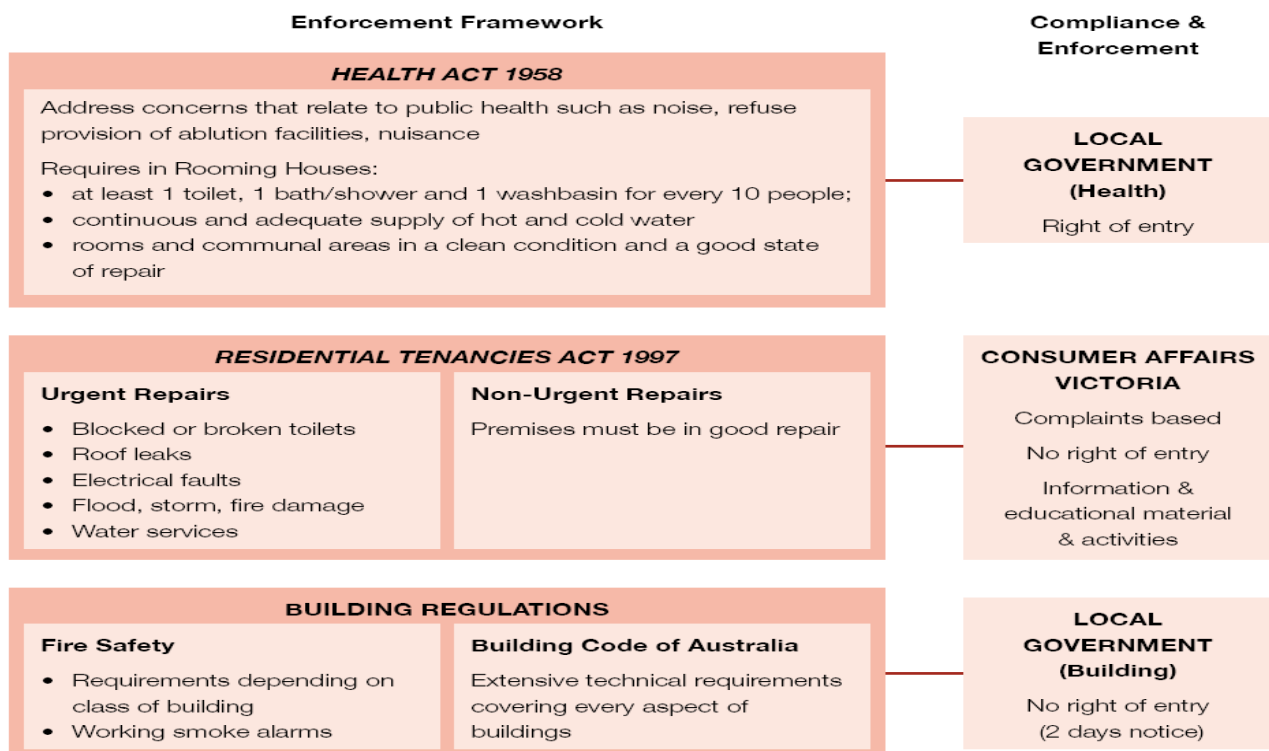 Enforcement Framework
Compliance &
Enforcement
HEALTH ACT 1958
Address concerns that relate to public health such as noise, refuse
provision of ablution facilities, nuisance
Requires in Rooming Houses:
• at least 1 toilet, 1 bath/shower and 1 washbasin for every 10 people;
• continuous and adequate supply of hot and cold water
• rooms and communal areas in a clean condition and a good state
of repair
LOCAL
GOVERNMENT
(Health)
Right of entry
RESIDENTIAL TENANCIES ACT 1997
Urgent Repairs
• Blocked or broken toilets
• Roof leaks
• Electrical faults
• Flood, storm, fire damage
• Water services
Non-Urgent Repairs
Premises must be in good repair
CONSUMER AFFAIRS
VICTORIA
Complaints based
No right of entry
Information &
educational material
& activities
BUILDING REGULATIONS
Fire Safety
• Requirements depending on
class of building
• Working smoke alarms
Building Code of Australia
Extensive technical requirements
covering every aspect of
buildings
LOCAL
GOVERNMENT
(Building)
No right of entry
(2 days notice)